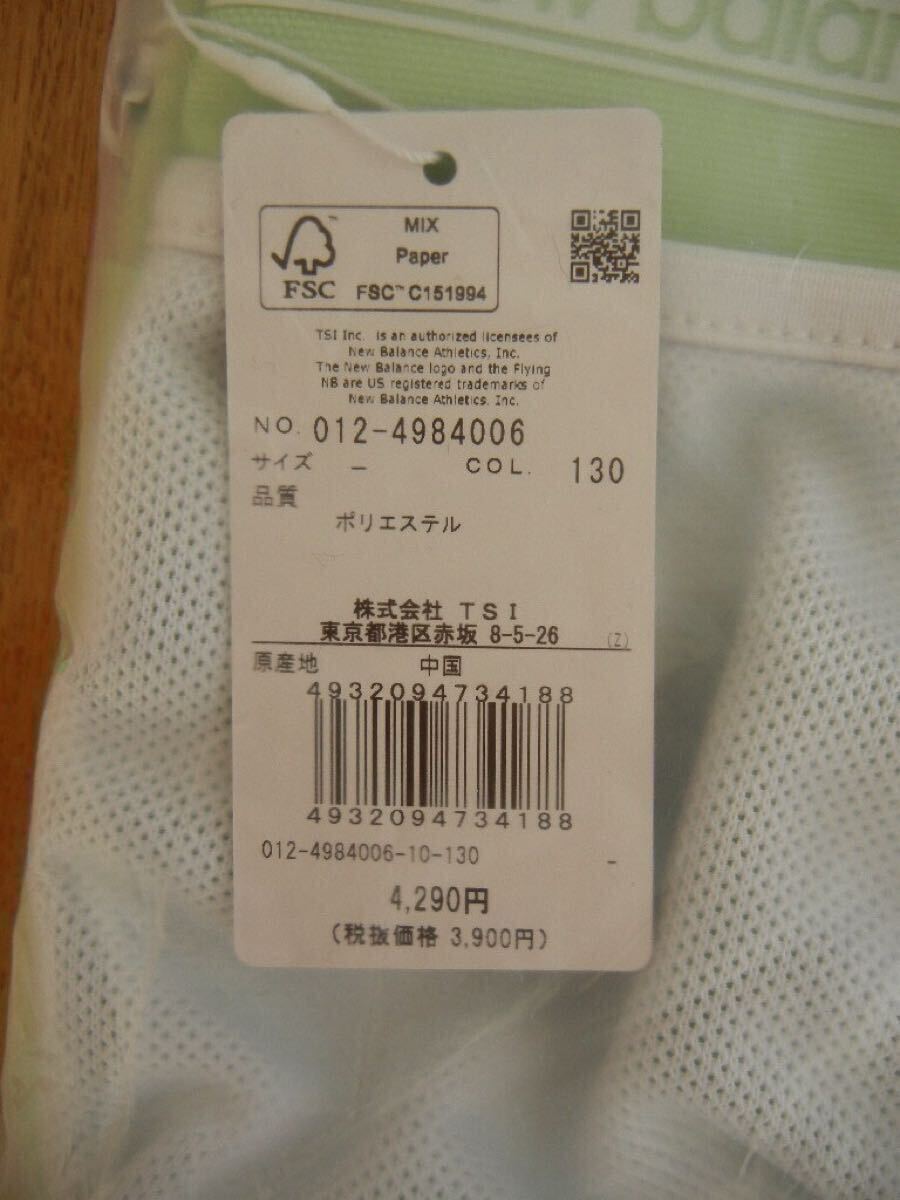 balan
MIX
Paper
FSC™ C151994
FSC
TSI Inc. is an authorized licensees of
New Balance Athletics, Inc.
The New Balance logo and the Flying
NB are US registered trademarks of
New Balance Athletics, Inc.
NO. 012-4984006
サイズ - COL. 130
品質
ポリエステル
株式会社 TSI
東京都港区赤坂 8-5-26 (Z)
原産地 中国
4932094734188
4932094734188
012-4984006-10-130 -
4,290円
(税抜価格 3,900円)